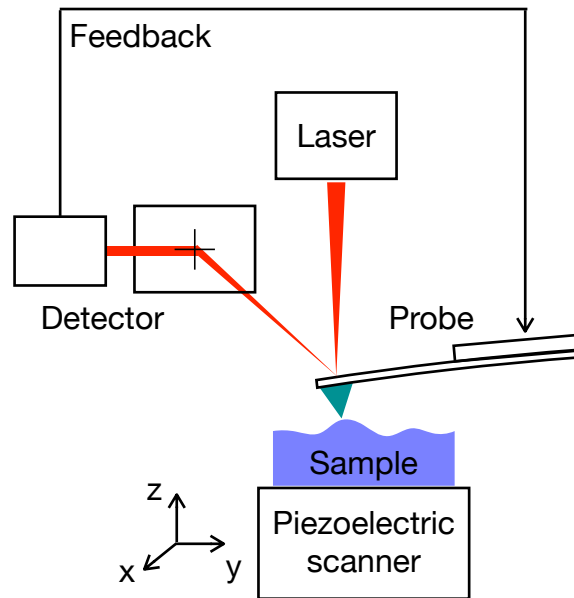 Feedback
Laser
Detector
Probe
Sample
Piezoelectric
scanner
z
x
y